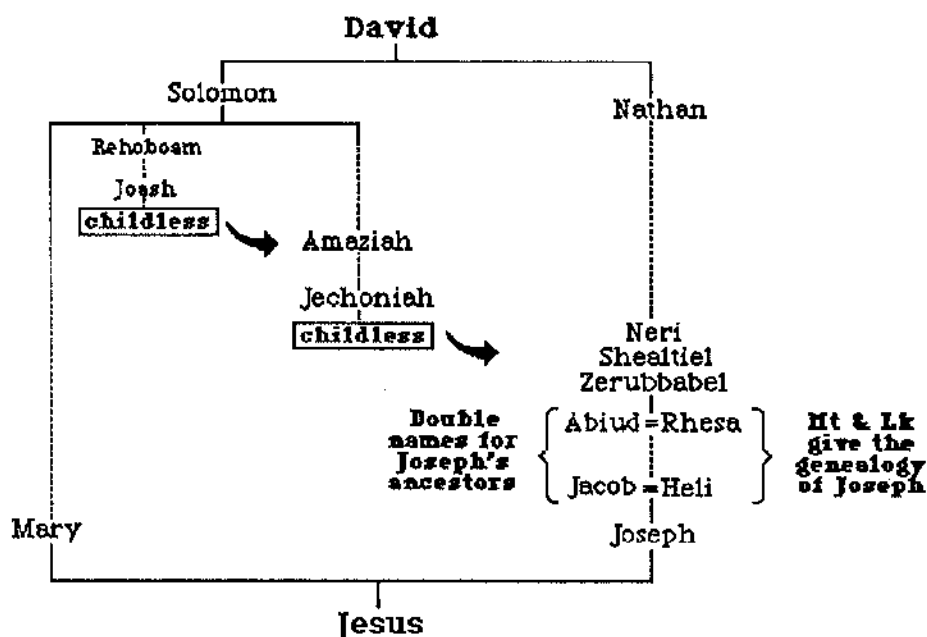 David
Solomon
Nathan
Rehoboam
Joash
childless
Amaziah
Jechoniah
childless
Neri
Shealtiel
Zerubbabel
Double
names for
Joseph's
ancestors
Abiud = Rhesa
Jacob = Heli
Mt & Lk
give the
genealogy
of Joseph
Mary
Joseph
Jesus